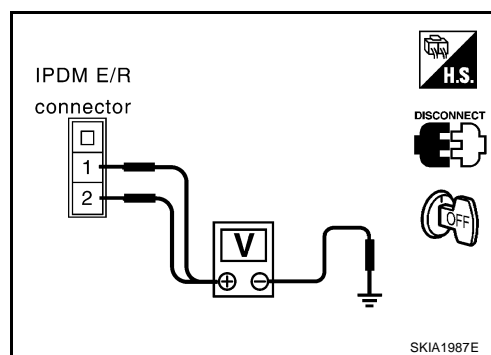 IPDM E/R
connector
H.S.
DISCONNECT
1
2
OFF
V
+ −
SKIA1987E